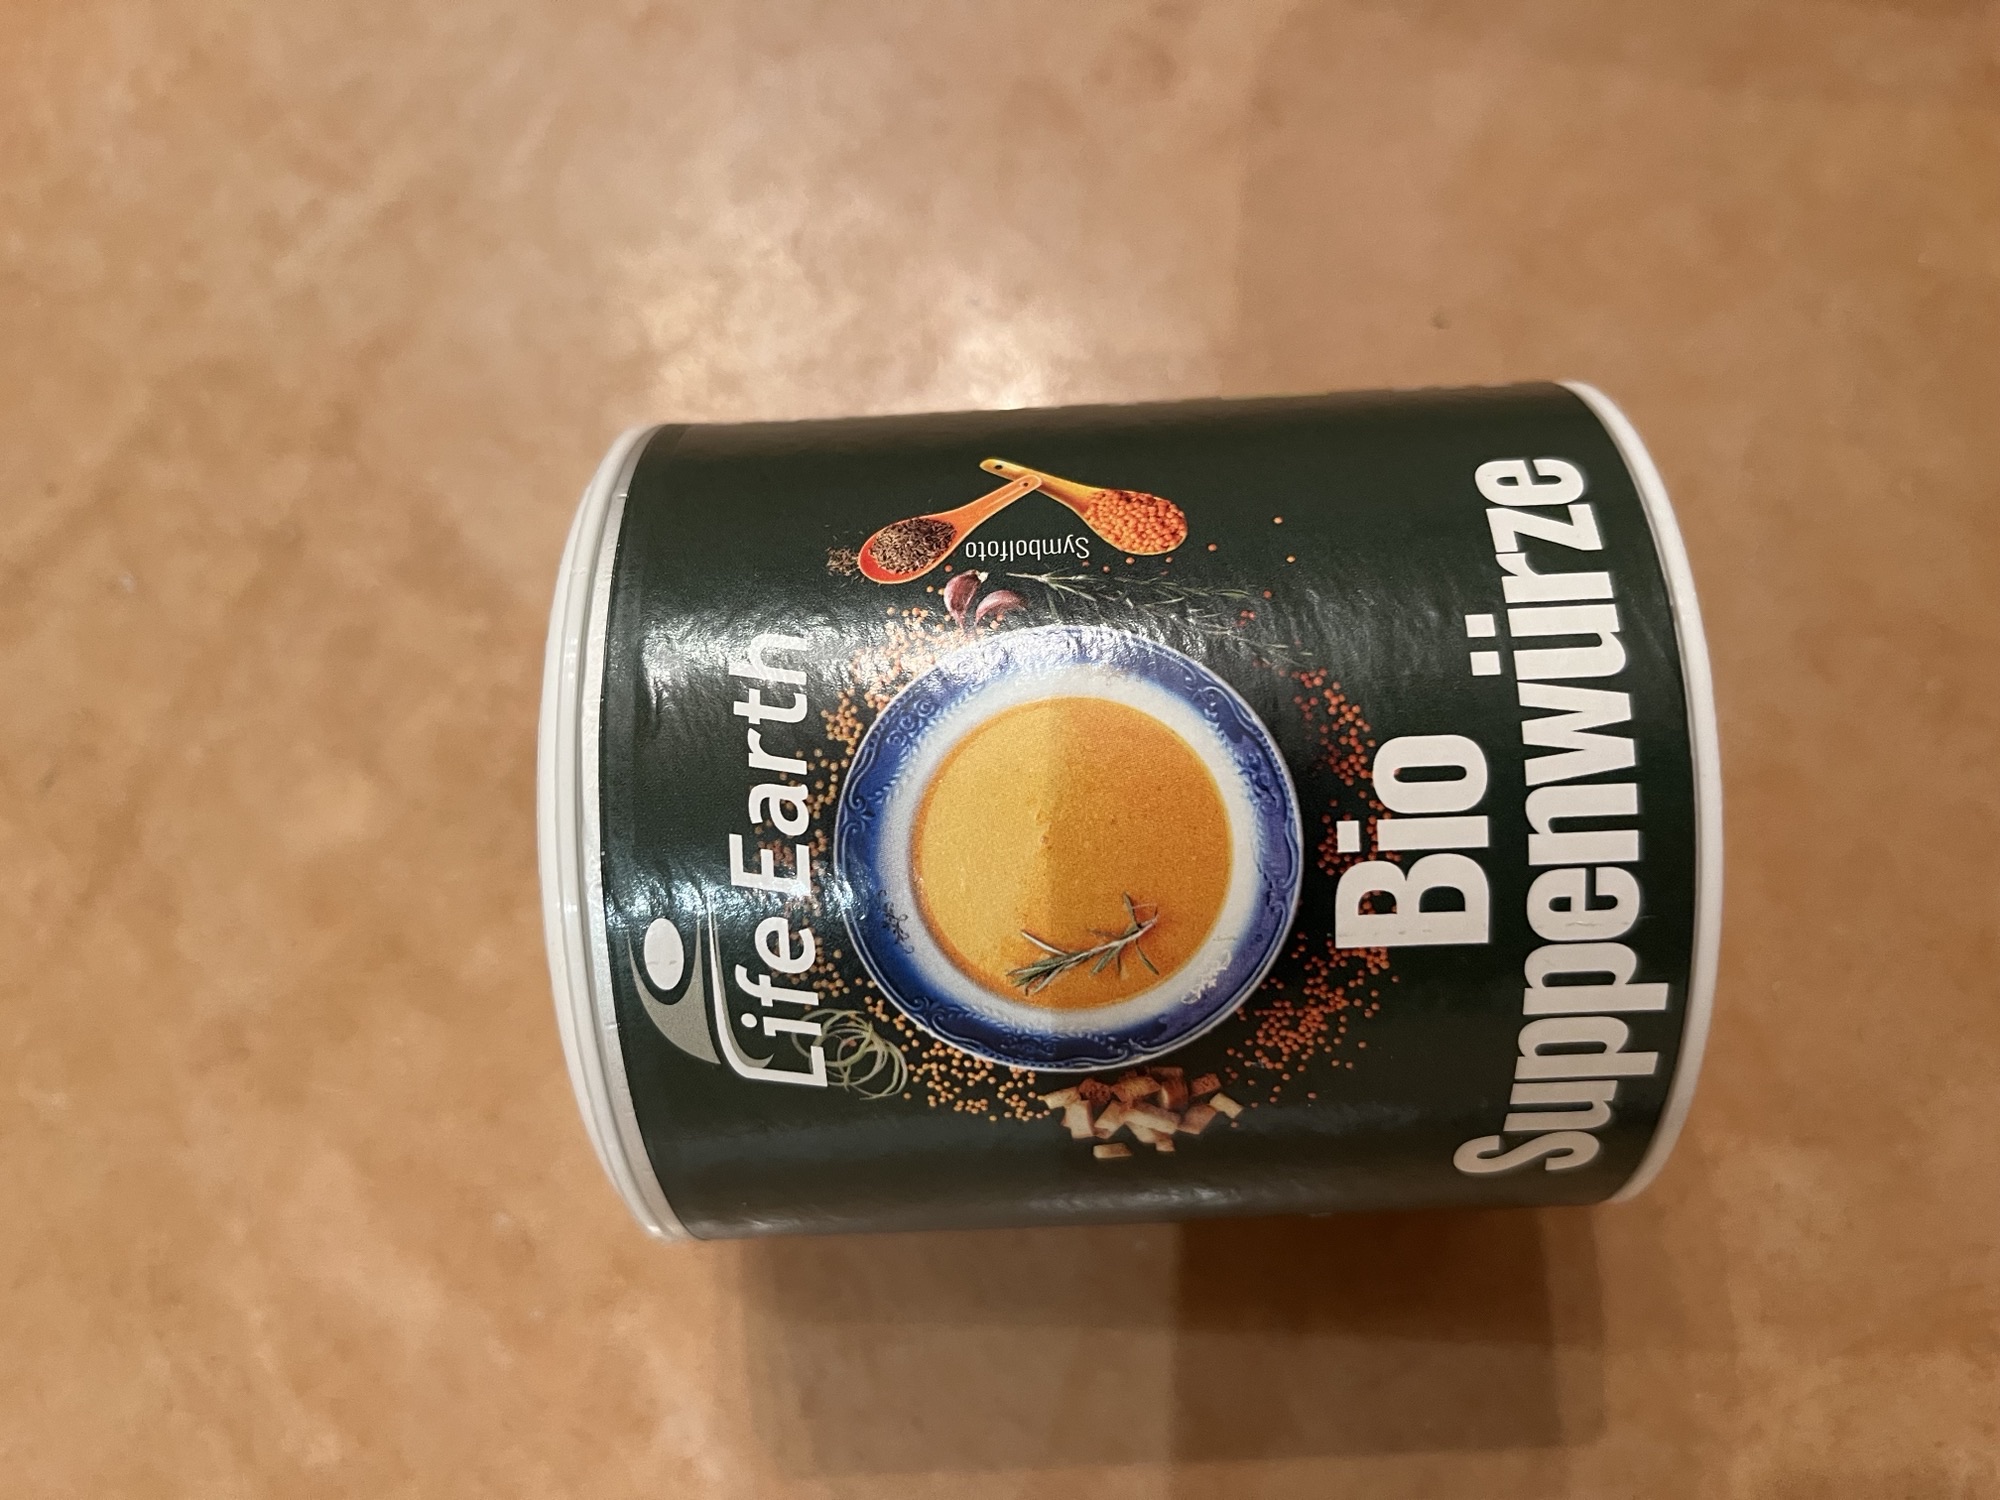 Life Earth
Symbolfoto
Bio
Suppenwürze